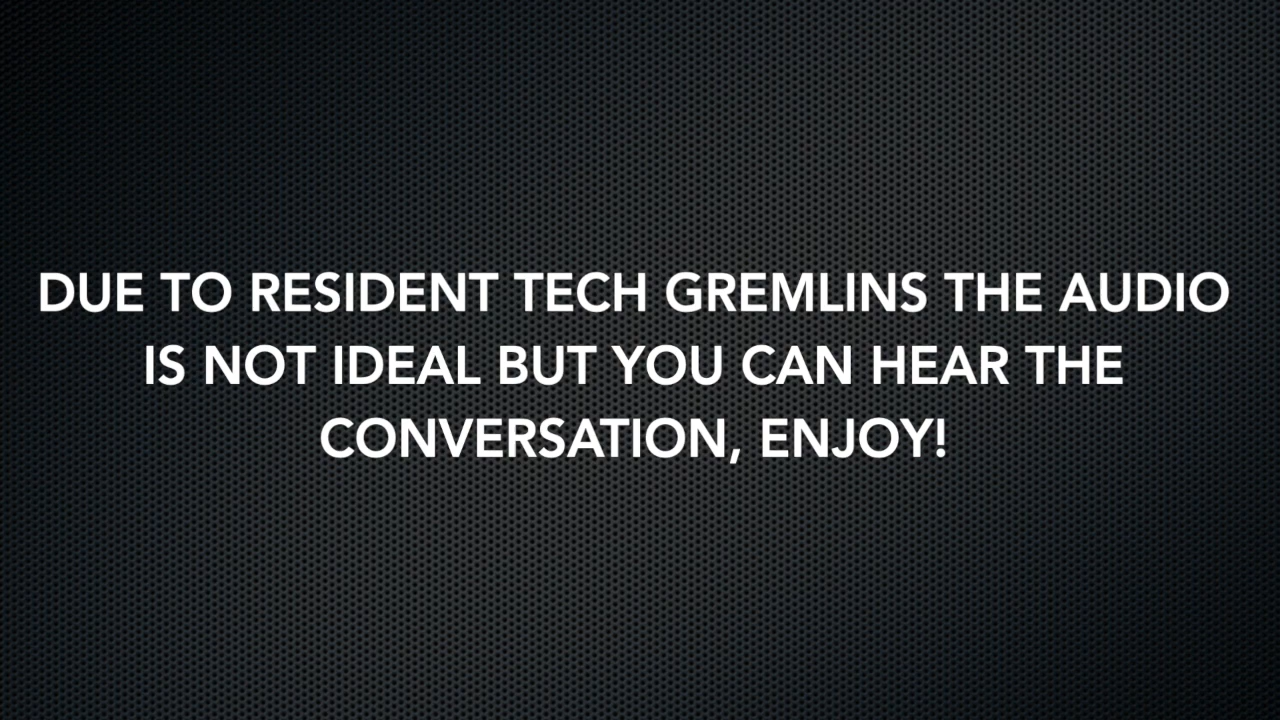 DUE TO RESIDENT TECH GREMLINS THE AUDIO
IS NOT IDEAL BUT YOU CAN HEAR THE
CONVERSATION, ENJOY!